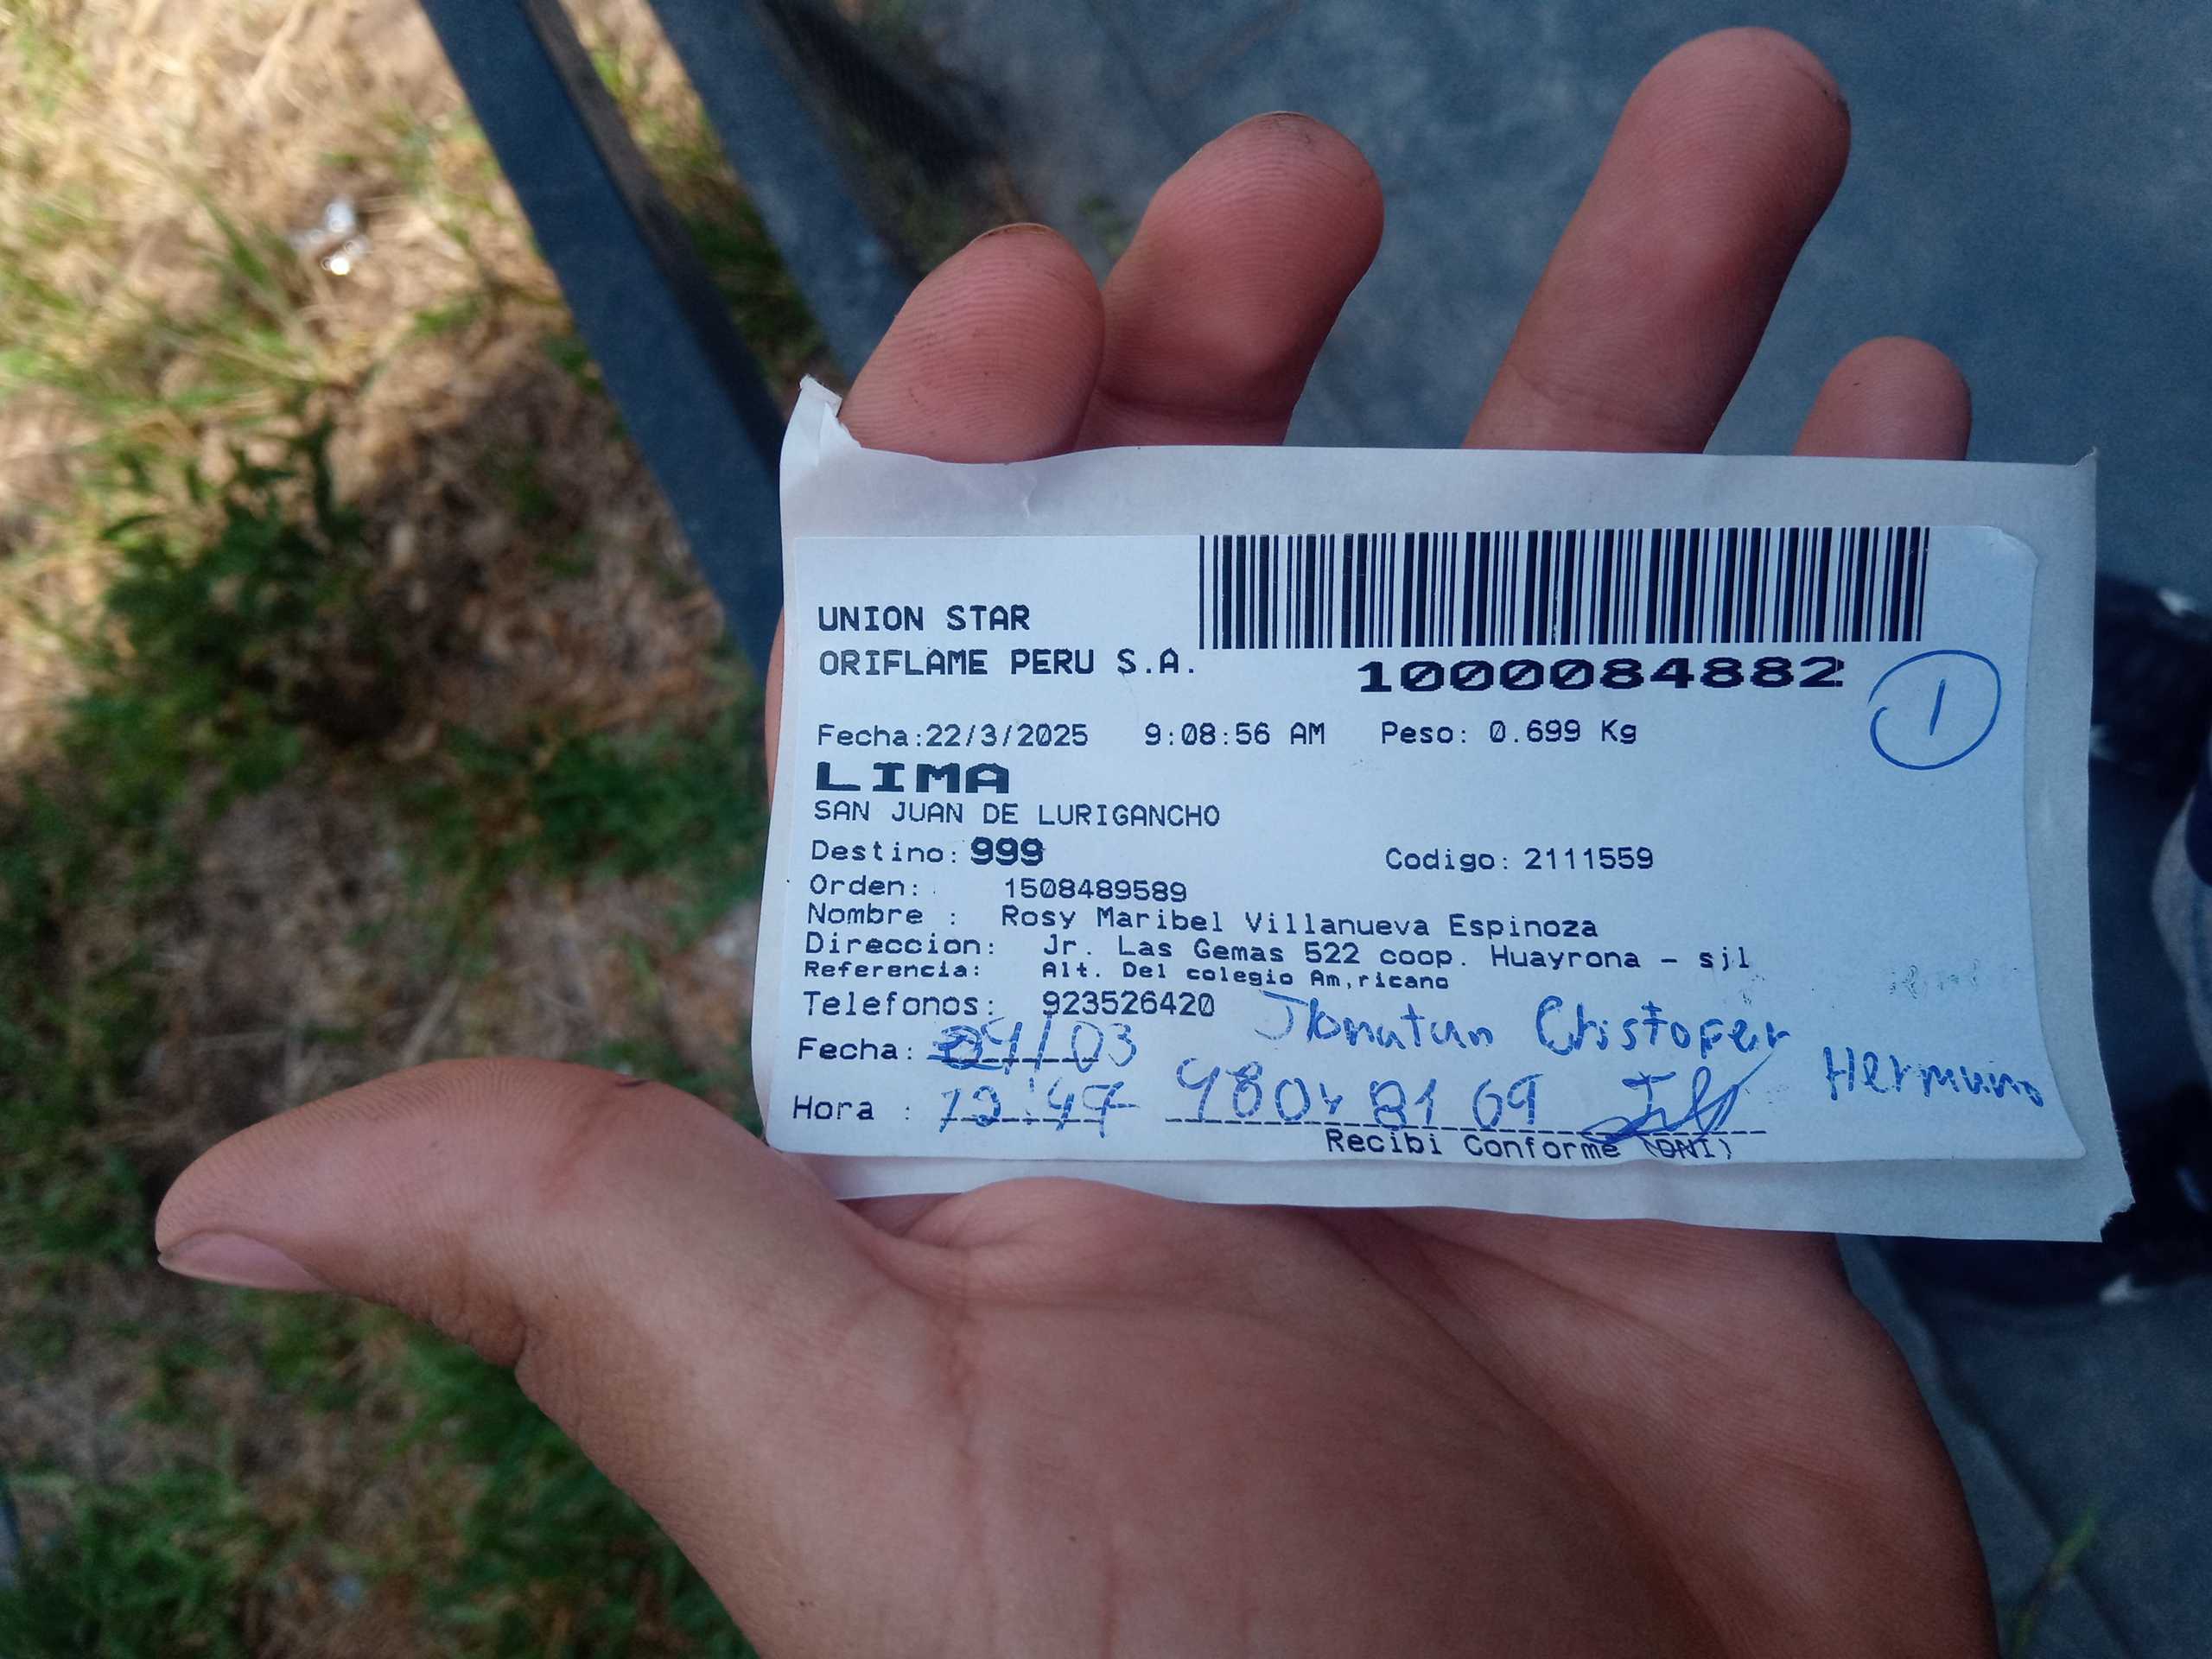 UNION STAR
ORIFLAME PERU S.A.
1000084882
1
Fecha:22/3/2025 9:08:56 AM Peso: 0.699 Kg
LIMA
SAN JUAN DE LURIGANCHO
Destino: 999 Codigo: 2111559
Orden: 1508489589
Nombre : Rosy Maribel Villanueva Espinoza
Direccion: Jr. Las Gemas 522 coop. Huayrona - sjl
Referencia: Alt. Del colegio Am,ricano
Telefonos: 923526420
Fecha: 24/03 Jhonatan Cristofer
Hora : 12:47 Hermano
Recibi Conforme (DNI)